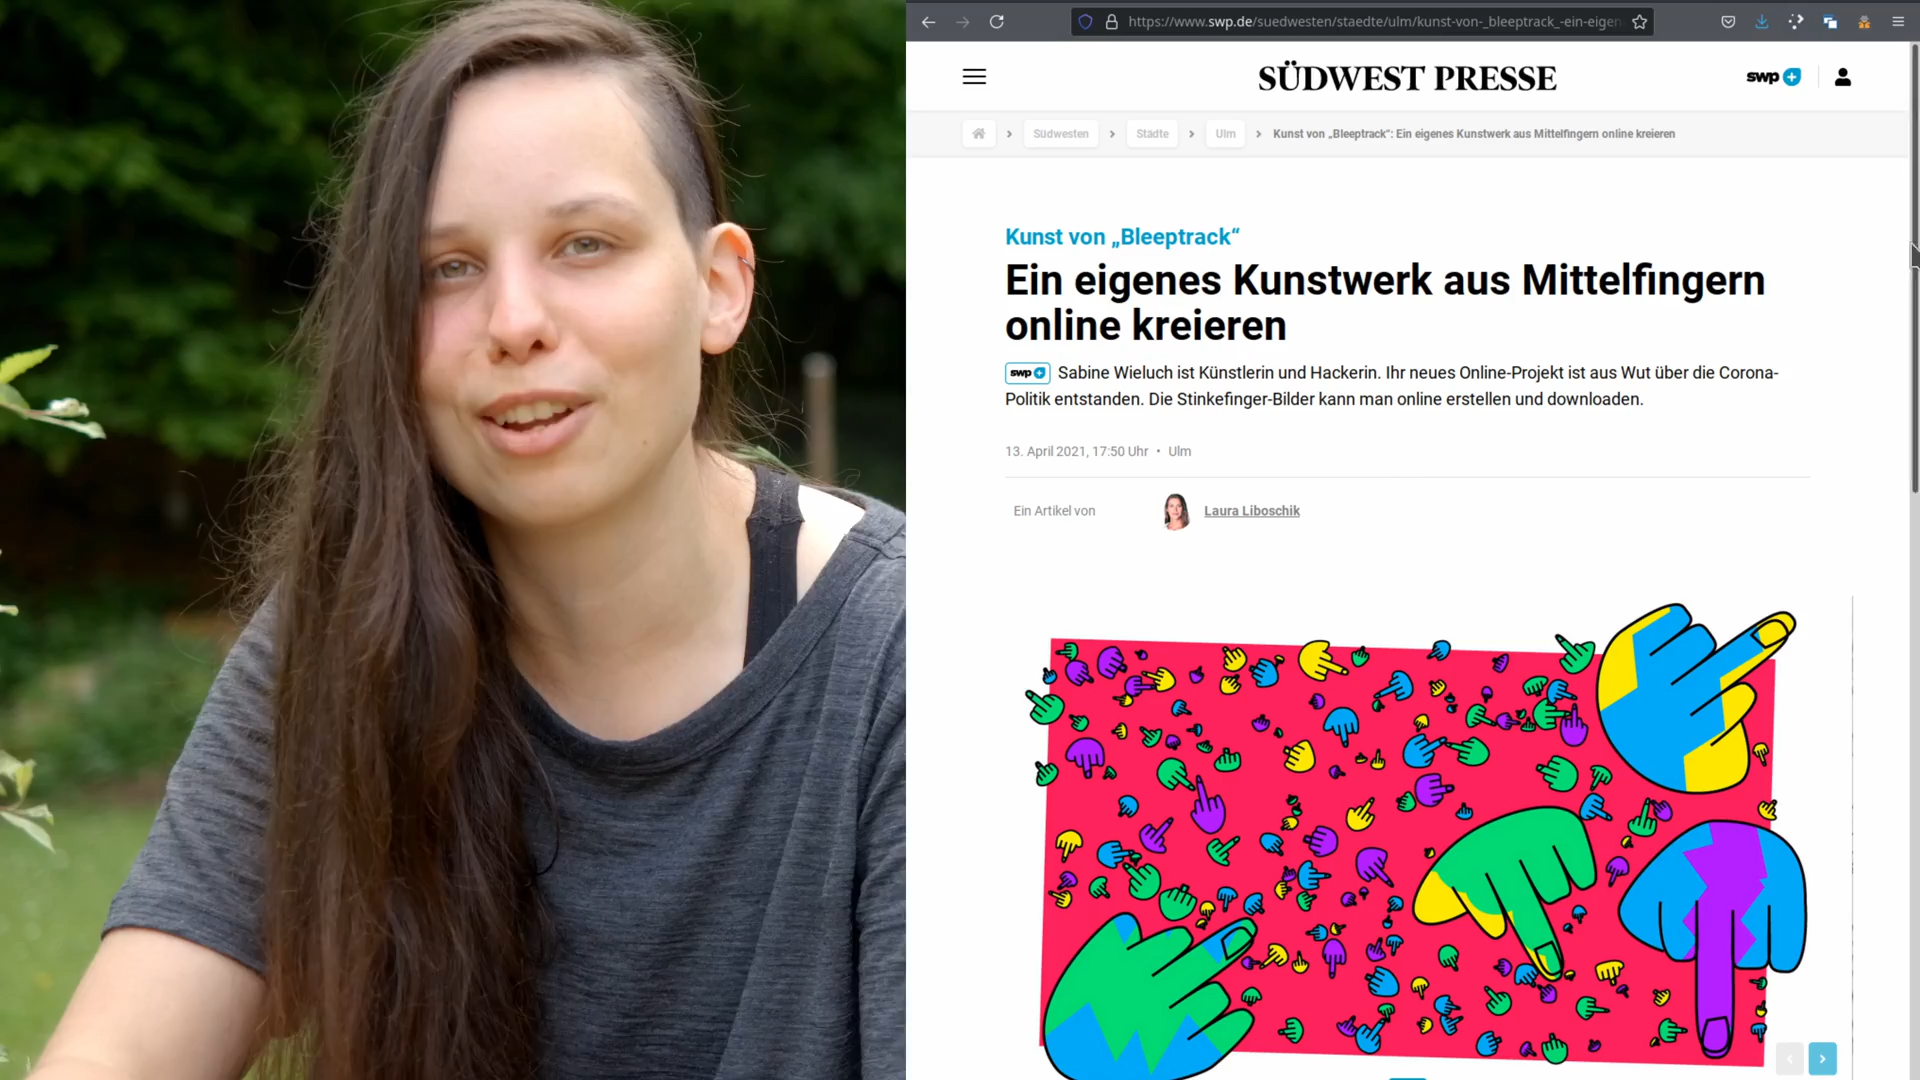 https://www.swp.de/suedwesten/staedte/ulm/kunst-von-_bleeptrack_-ein-eigen
SÜDWEST PRESSE
swp+
Südwesten
Städte
Ulm
Kunst von „Bleeptrack“: Ein eigenes Kunstwerk aus Mittelfingern online kreieren
Kunst von „Bleeptrack“
Ein eigenes Kunstwerk aus Mittelfingern
online kreieren
swp+ Sabine Wieluch ist Künstlerin und Hackerin. Ihr neues Online-Projekt ist aus Wut über die Corona-
Politik entstanden. Die Stinkefinger-Bilder kann man online erstellen und downloaden.
13. April 2021, 17:50 Uhr • Ulm
Ein Artikel von
Laura Liboschik